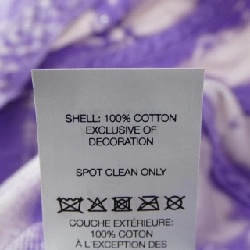 SHELL: 100% COTTON
EXCLUSIVE OF
DECORATION
SPOT CLEAN ONLY
COUCHE EXTÉRIEURE:
100% COTON
À L'EXCEPTION DES